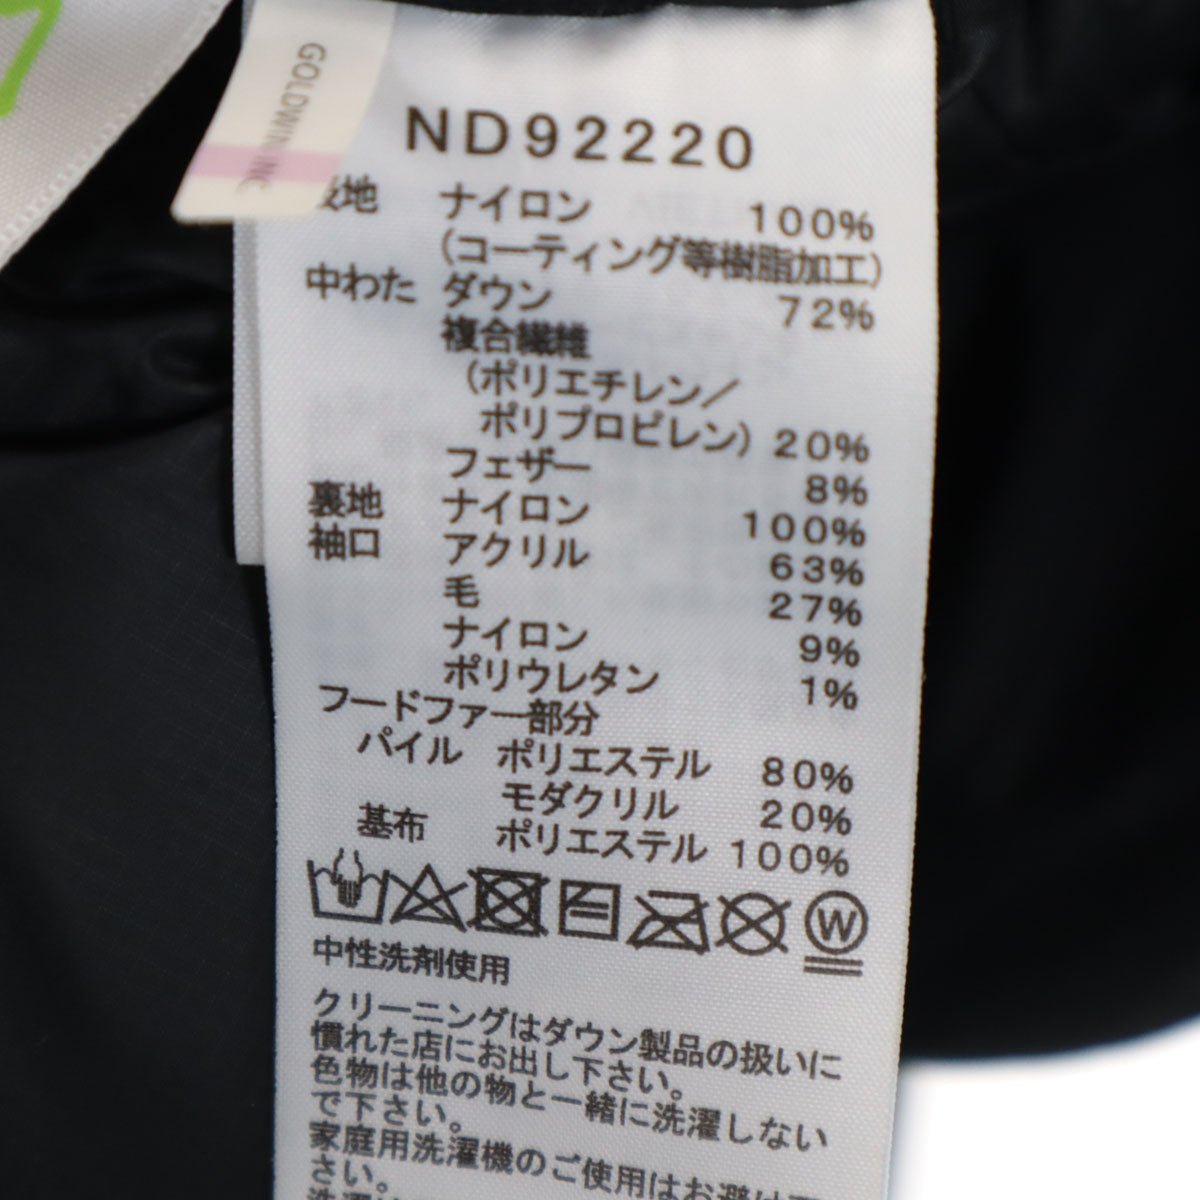 GOLDWIN INC
ND92220
地 ナイロン 100%
(コーティング等樹脂加工)
中わた ダウン 72%
複合繊維
(ポリエチレン/
ポリプロピレン) 20%
フェザー 8%
裏地 ナイロン 100%
袖口 アクリル 63%
毛 27%
ナイロン 9%
ポリウレタン 1%
フードファー部分
パイル ポリエステル 80%
モダクリル 20%
基布 ポリエステル 100%
W
中性洗剤使用
クリーニングはダウン製品の扱いに
慣れた店にお出し下さい。
色物は他の物と一緒に洗濯しない
で下さい。
家庭用洗濯機のご使用はお避け下
さい。